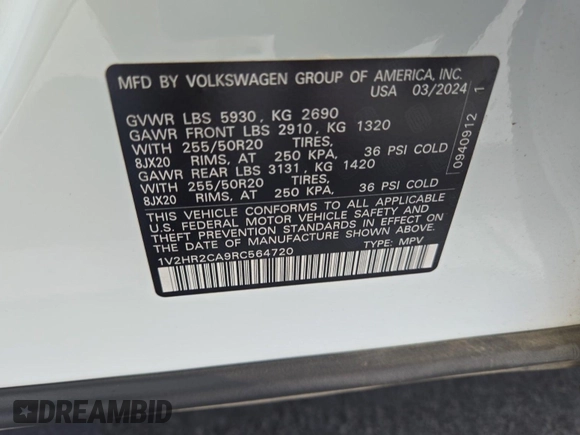 MFD BY VOLKSWAGEN GROUP OF AMERICA, INC.
USA 03/2024
GVWR LBS 5930 , KG 2690
GAWR FRONT LBS 2910, KG 1320
WITH 255/50R20 TIRES,
8JX20 RIMS, AT 250 KPA, 36 PSI COLD
GAWR REAR LBS 3131, KG 1420
WITH 255/50R20 TIRES,
8JX20 RIMS, AT 250 KPA, 36 PSI COLD
THIS VEHICLE CONFORMS TO ALL APPLICABLE
U.S. FEDERAL MOTOR VEHICLE SAFETY AND
THEFT PREVENTION STANDARDS IN EFFECT ON
THE DATE OF MANUFACTURE SHOWN ABOVE.
1V2HR2CA9RC564720 TYPE: MPV
0940912 1
DREAMBID